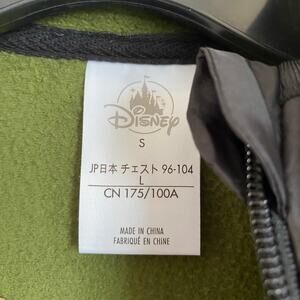 Disney
S
JP日本 チェスト 96-104
L
CN 175/100A
MADE IN CHINA
FABRIQUÉ EN CHINE